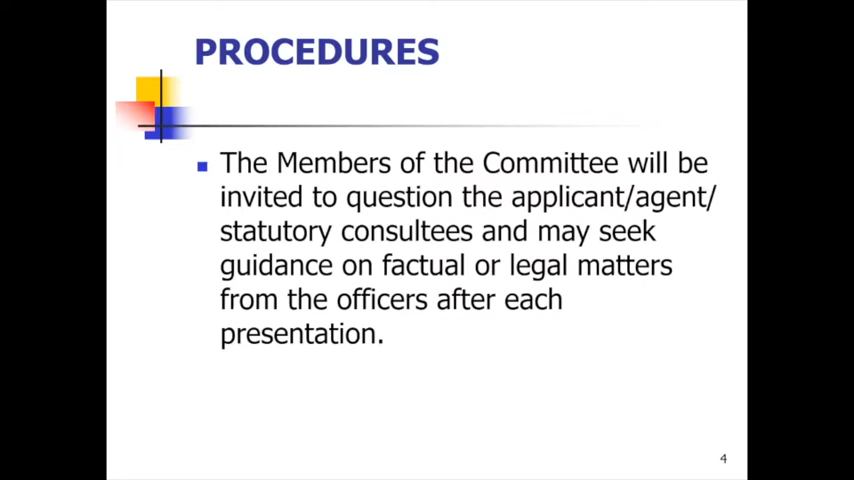 PROCEDURES
The Members of the Committee will be
invited to question the applicant/agent/
statutory consultees and may seek
guidance on factual or legal matters
from the officers after each
presentation.
4